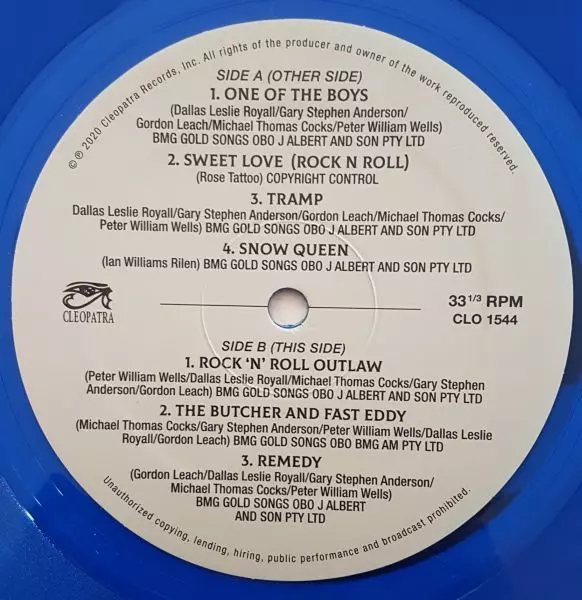 ℗ © 2020 Cleopatra Records, Inc. All rights of the producer and owner of the work reproduced reserved.
SIDE A (OTHER SIDE)
1. ONE OF THE BOYS
(Dallas Leslie Royall/Gary Stephen Anderson/
Gordon Leach/Michael Thomas Cocks/Peter William Wells)
BMG GOLD SONGS OBO J ALBERT AND SON PTY LTD
2. SWEET LOVE (ROCK N ROLL)
(Rose Tattoo) COPYRIGHT CONTROL
3. TRAMP
Dallas Leslie Royall/Gary Stephen Anderson/Gordon Leach/Michael Thomas Cocks/
Peter William Wells) BMG GOLD SONGS OBO J ALBERT AND SON PTY LTD
4. SNOW QUEEN
(Ian Williams Rilen) BMG GOLD SONGS OBO J ALBERT AND SON PTY LTD
CLEOPATRA
33 1/3 RPM
CLO 1544
SIDE B (THIS SIDE)
1. ROCK 'N' ROLL OUTLAW
(Peter William Wells/Dallas Leslie Royall/Michael Thomas Cocks/Gary Stephen
Anderson/Gordon Leach) BMG GOLD SONGS OBO J ALBERT AND SON PTY LTD
2. THE BUTCHER AND FAST EDDY
(Michael Thomas Cocks/Gary Stephen Anderson/Peter William Wells/Dallas Leslie
Royall/Gordon Leach) BMG GOLD SONGS OBO BMG AM PTY LTD
3. REMEDY
(Gordon Leach/Dallas Leslie Royall/Gary Stephen Anderson/
Michael Thomas Cocks/Peter William Wells)
BMG GOLD SONGS OBO J ALBERT
AND SON PTY LTD
Unauthorized copying, lending, hiring, public performance and broadcast prohibited.